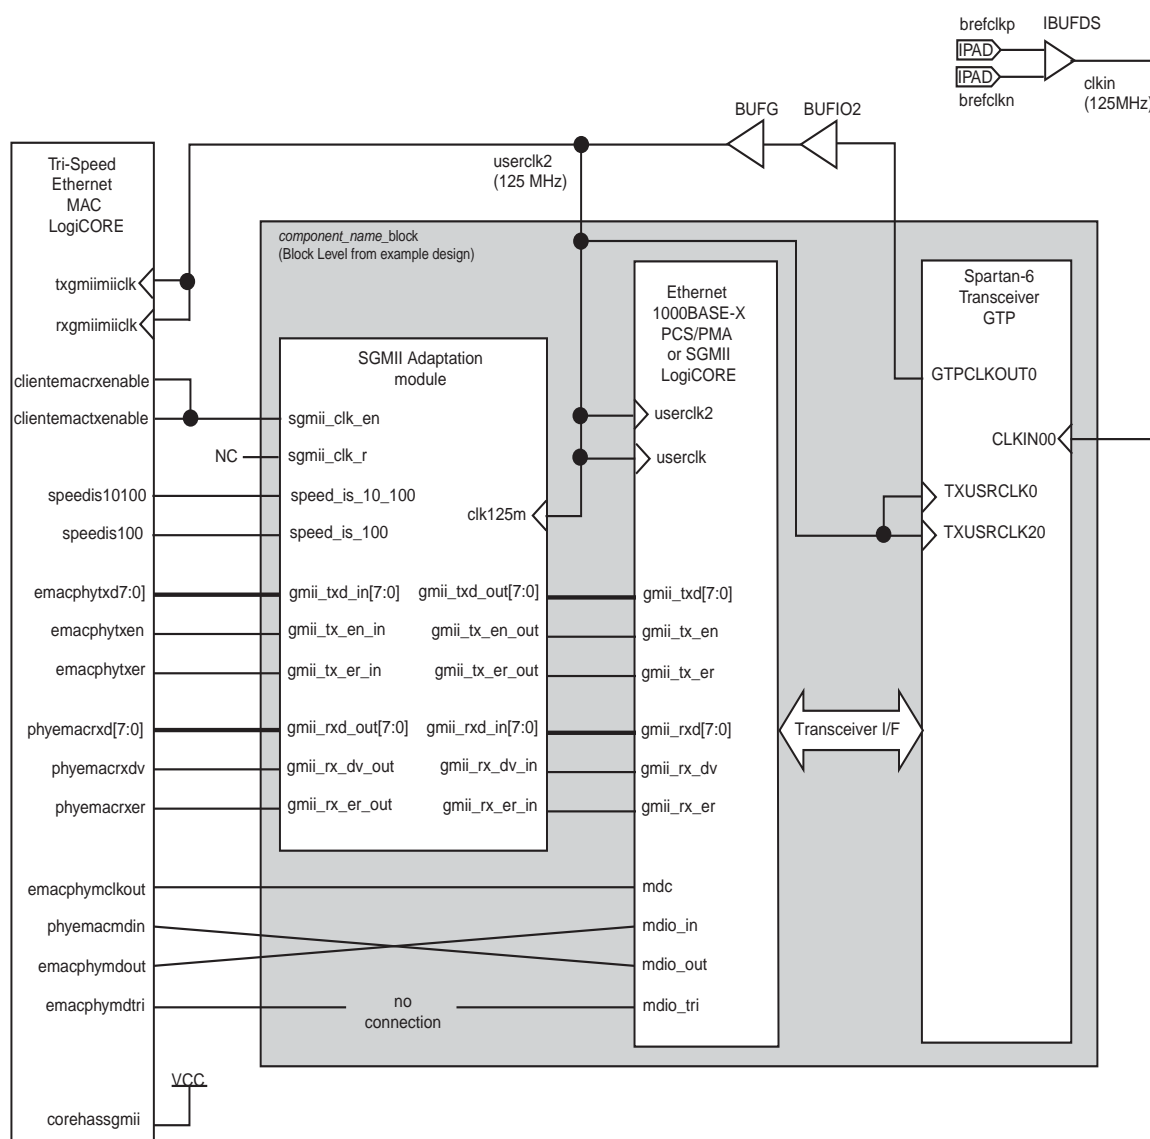 brefclkp
IBUFDS
IPAD
IPAD
brefclkn
clkin
(125MHz)
BUFG
BUFIO2
userclk2
(125 MHz)
Tri-Speed
Ethernet
MAC
LogiCORE
txgmiimiiclk
rxgmiimiiclk
clientemacrxenable
clientemactxenable
NC
speedis10100
speedis100
emacphytxd7:0]
emacphytxen
emacphytxer
phyemacrxd[7:0]
phyemacrxdv
phyemacrxer
emacphymclkout
phyemacmdin
emacphymdout
emacphymdtri
VCC
corehassgmii
component_name_block
(Block Level from example design)
SGMII Adaptation
module
sgmii_clk_en
sgmii_clk_r
speed_is_10_100
clk125m
speed_is_100
gmii_txd_in[7:0]
gmii_txd_out[7:0]
gmii_tx_en_in
gmii_tx_en_out
gmii_tx_er_in
gmii_tx_er_out
gmii_rxd_out[7:0]
gmii_rxd_in[7:0]
gmii_rx_dv_out
gmii_rx_dv_in
gmii_rx_er_out
gmii_rx_er_in
no
connection
Ethernet
1000BASE-X
PCS/PMA
or SGMII
LogiCORE
userclk2
userclk
gmii_txd[7:0]
gmii_tx_en
gmii_tx_er
gmii_rxd[7:0]
gmii_rx_dv
gmii_rx_er
mdc
mdio_in
mdio_out
mdio_tri
Transceiver I/F
Spartan-6
Transceiver
GTP
GTPCLKOUT0
CLKIN00
TXUSRCLK0
TXUSRCLK20